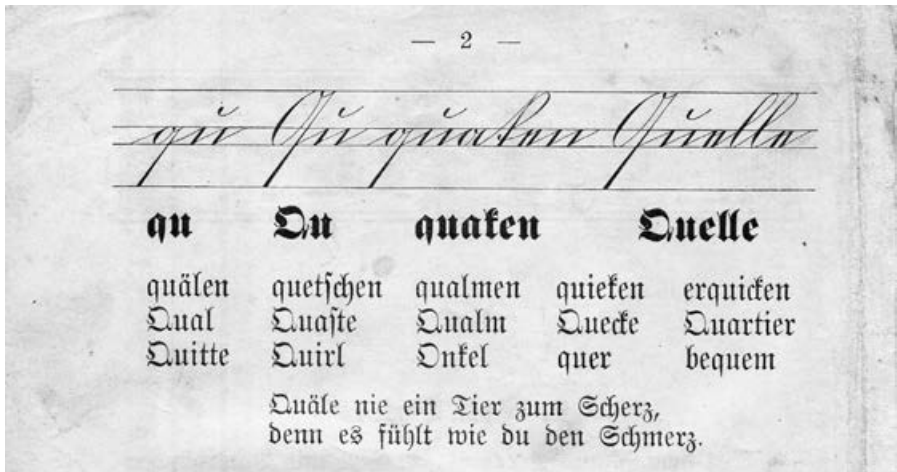 — 2 —
qu Qu quaken Quelle
qu Qu quaken Quelle
quälen quetſchen qualmen quieken erquicken
Qual Quaſte Qualm Quecke Quartier
Quitte Quirl Onkel quer bequem
Quäle nie ein Tier zum Scherz,
denn es fühlt wie du den Schmerz.